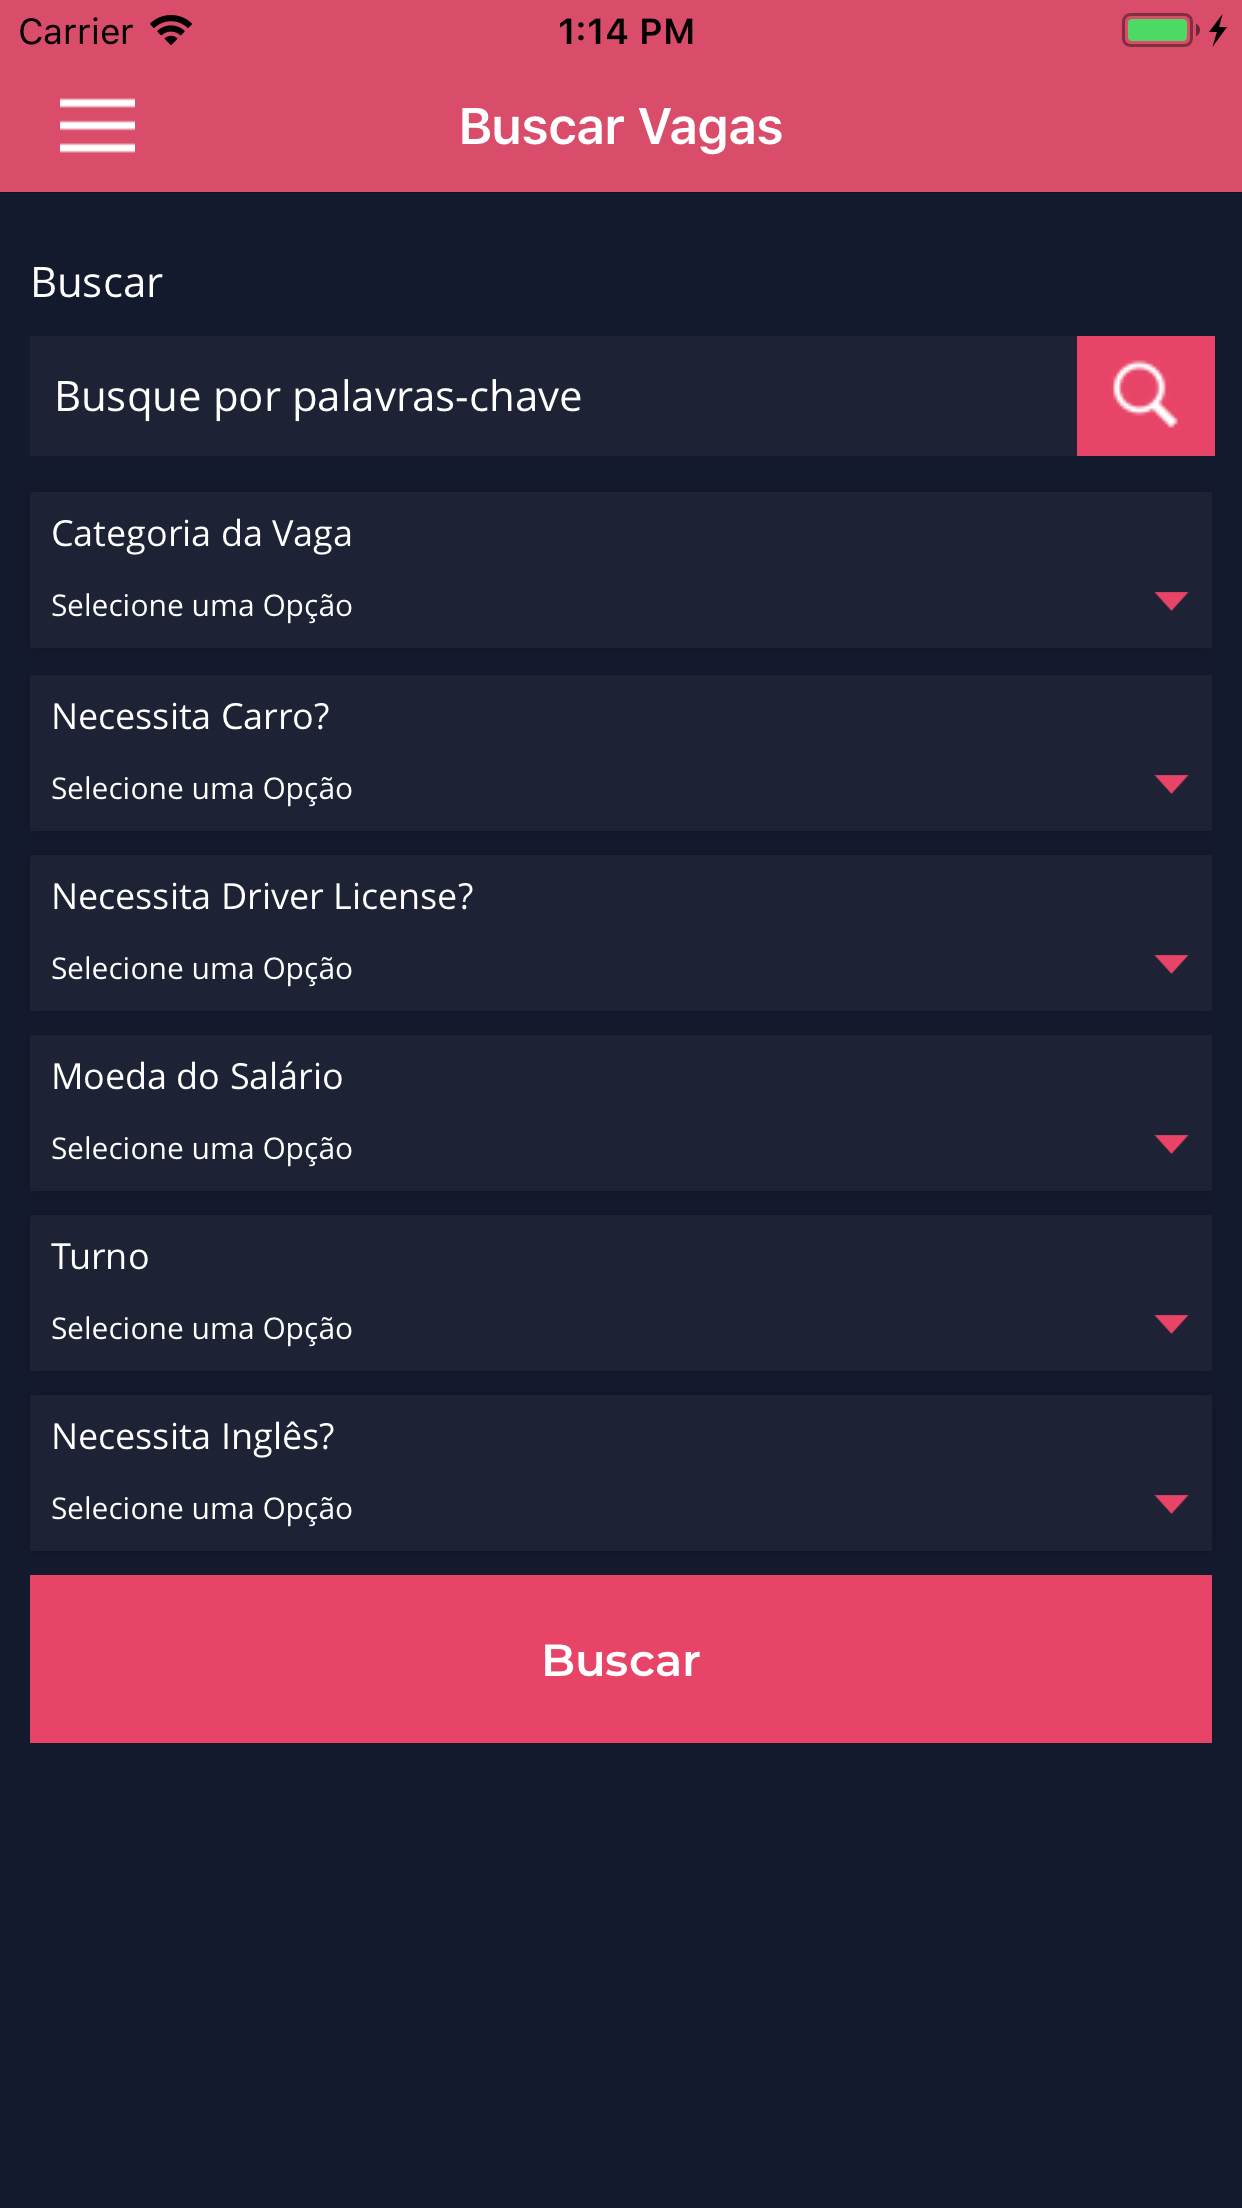 Carrier 1:14 PM
Buscar Vagas
Buscar
Busque por palavras-chave
Categoria da Vaga
Selecione uma Opção
Necessita Carro?
Selecione uma Opção
Necessita Driver License?
Selecione uma Opção
Moeda do Salário
Selecione uma Opção
Turno
Selecione uma Opção
Necessita Inglês?
Selecione uma Opção
Buscar